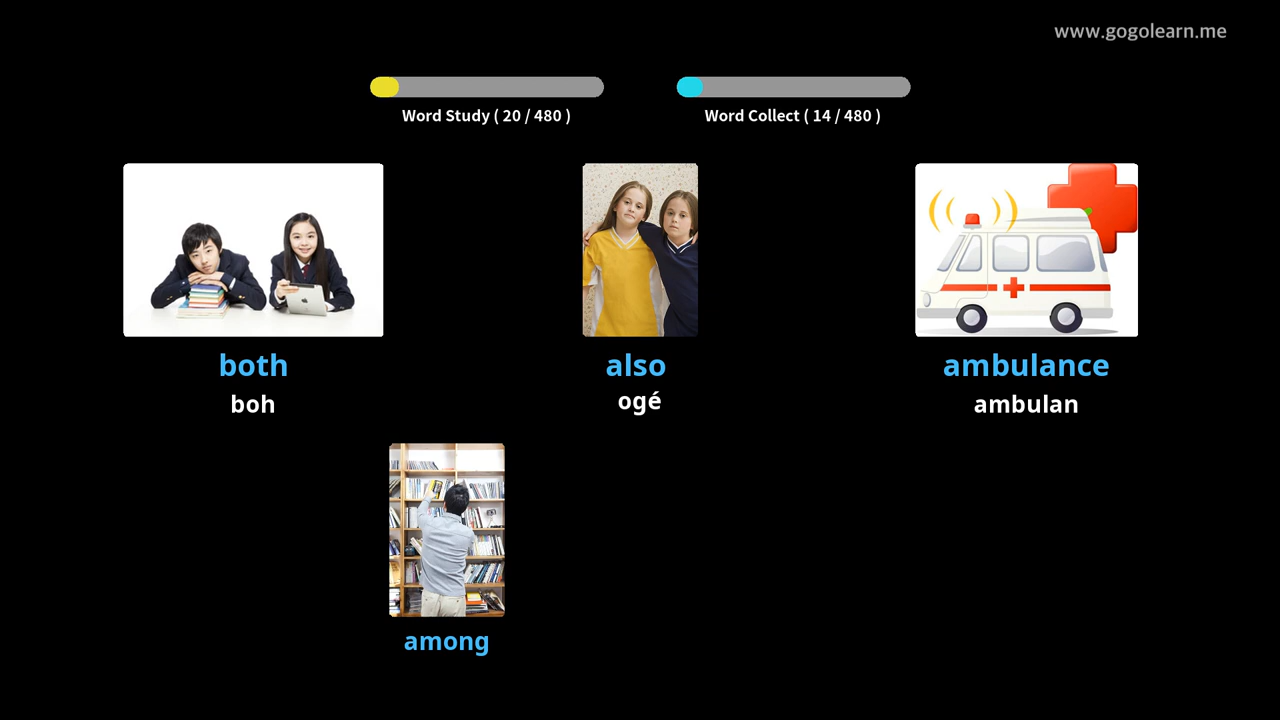 www.gogolearn.me
Word Study ( 20 / 480 )
Word Collect ( 14 / 480 )
both
boh
also
ogé
ambulance
ambulan
among